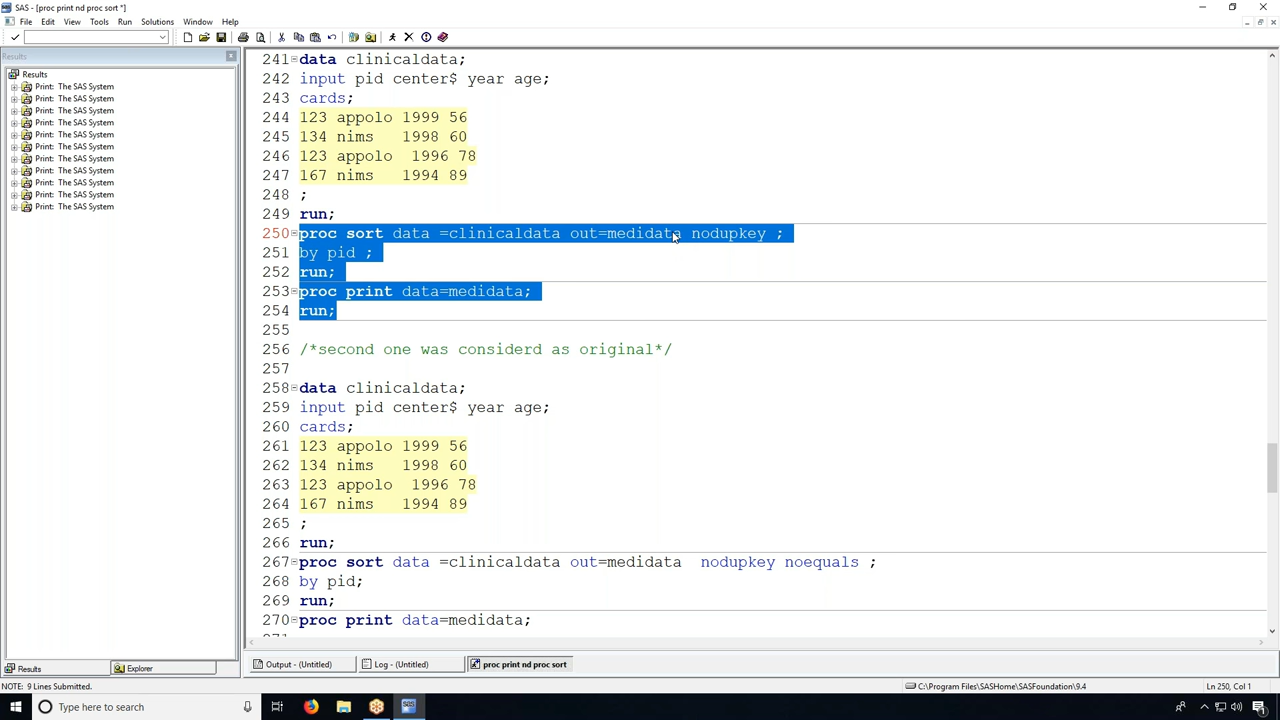 SAS - [proc print nd proc sort *]
File Edit View Tools Run Solutions Window Help
Results
Results
Print: The SAS System
Print: The SAS System
Print: The SAS System
Print: The SAS System
Print: The SAS System
Print: The SAS System
Print: The SAS System
Print: The SAS System
Print: The SAS System
Print: The SAS System
Print: The SAS System
241 data clinicaldata;
242 input pid center$ year age;
243 cards;
244 123 appolo 1999 56
245 134 nims   1998 60
246 123 appolo  1996 78
247 167 nims   1994 89
248 ;
249 run;
250 proc sort data =clinicaldata out=medidata nodupkey ;
251 by pid ;
252 run;
253 proc print data=medidata;
254 run;
255
256 /*second one was considerd as original*/
257
258 data clinicaldata;
259 input pid center$ year age;
260 cards;
261 123 appolo 1999 56
262 134 nims   1998 60
263 123 appolo  1996 78
264 167 nims   1994 89
265 ;
266 run;
267 proc sort data =clinicaldata out=medidata  nodupkey noequals ;
268 by pid;
269 run;
270 proc print data=medidata;
Results Explorer
Output - (Untitled) Log - (Untitled) proc print nd proc sort
NOTE: 9 Lines Submitted.
C:\Program Files\SASHome\SASFoundation\9.4
Ln 250, Col 1
Type here to search